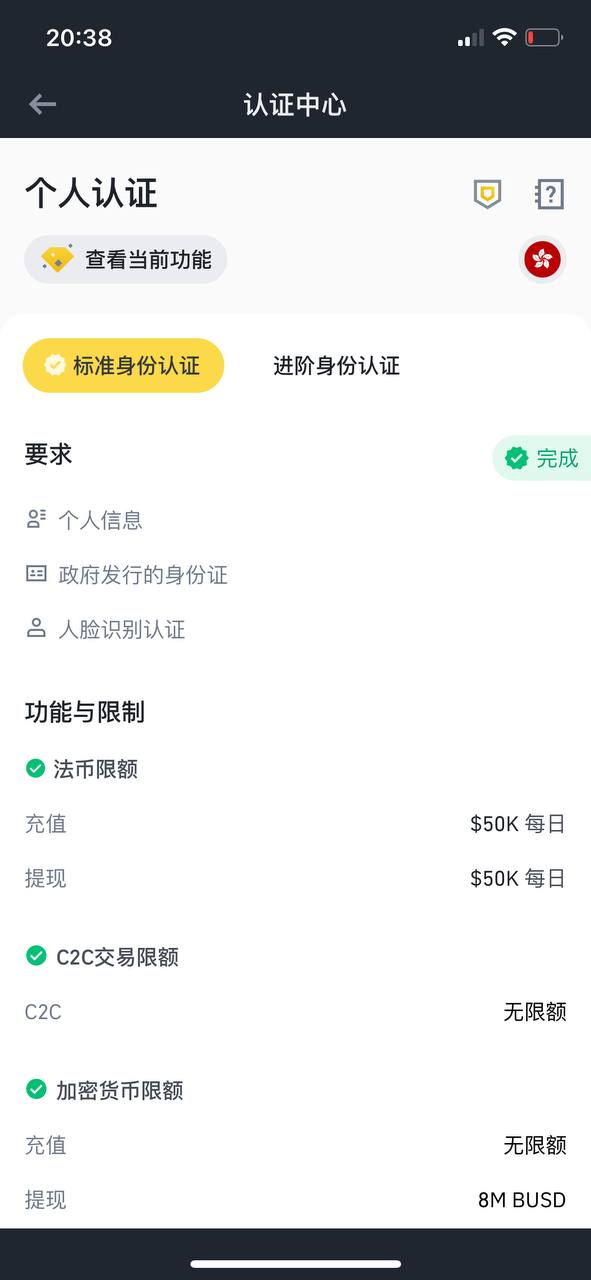 20:38
认证中心
个人认证
查看当前功能
标准身份认证 进阶身份认证
要求 完成
个人信息
政府发行的身份证
人脸识别认证
功能与限制
法币限额
充值 $50K 每日
提现 $50K 每日
C2C交易限额
C2C 无限额
加密货币限额
充值 无限额
提现 8M BUSD